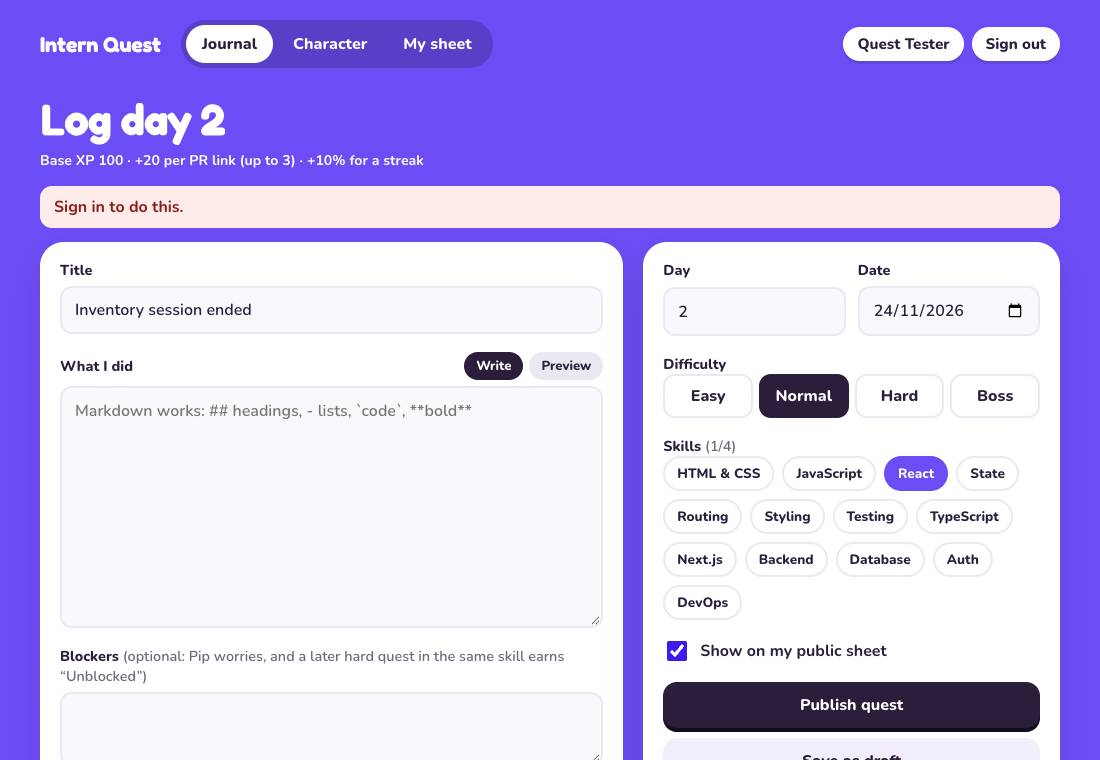 Intern Quest
Journal
Character
My sheet
Quest Tester
Sign out
Log day 2
Base XP 100 · +20 per PR link (up to 3) · +10% for a streak
Sign in to do this.
Title
Inventory session ended
What I did
Write
Preview
Markdown works: ## headings, - lists, `code`, **bold**
Blockers (optional: Pip worries, and a later hard quest in the same skill earns
“Unblocked”)
Day
Date
2
24/11/2026
Difficulty
Easy
Normal
Hard
Boss
Skills (1/4)
HTML & CSS
JavaScript
React
State
Routing
Styling
Testing
TypeScript
Next.js
Backend
Database
Auth
DevOps
Show on my public sheet
Publish quest
Save as draft